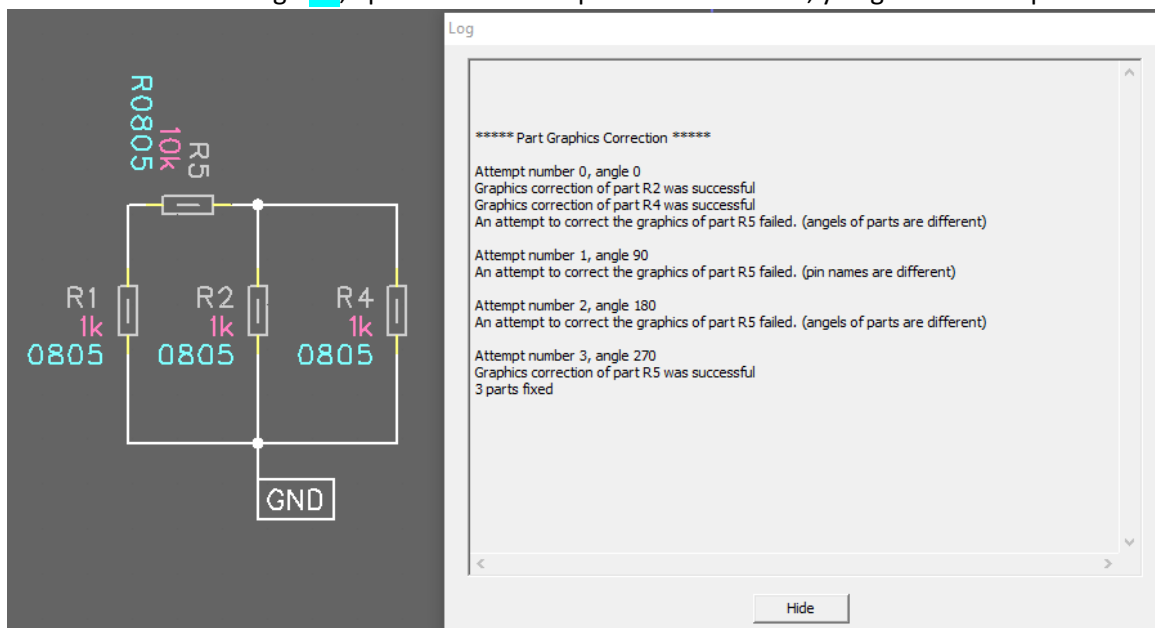 Log
R0805
10k
R5
R1
1k
0805
R2
1k
0805
R4
1k
0805
GND
***** Part Graphics Correction *****
Attempt number 0, angle 0
Graphics correction of part R2 was successful
Graphics correction of part R4 was successful
An attempt to correct the graphics of part R5 failed. (angels of parts are different)
Attempt number 1, angle 90
An attempt to correct the graphics of part R5 failed. (pin names are different)
Attempt number 2, angle 180
An attempt to correct the graphics of part R5 failed. (angels of parts are different)
Attempt number 3, angle 270
Graphics correction of part R5 was successful
3 parts fixed
Hide